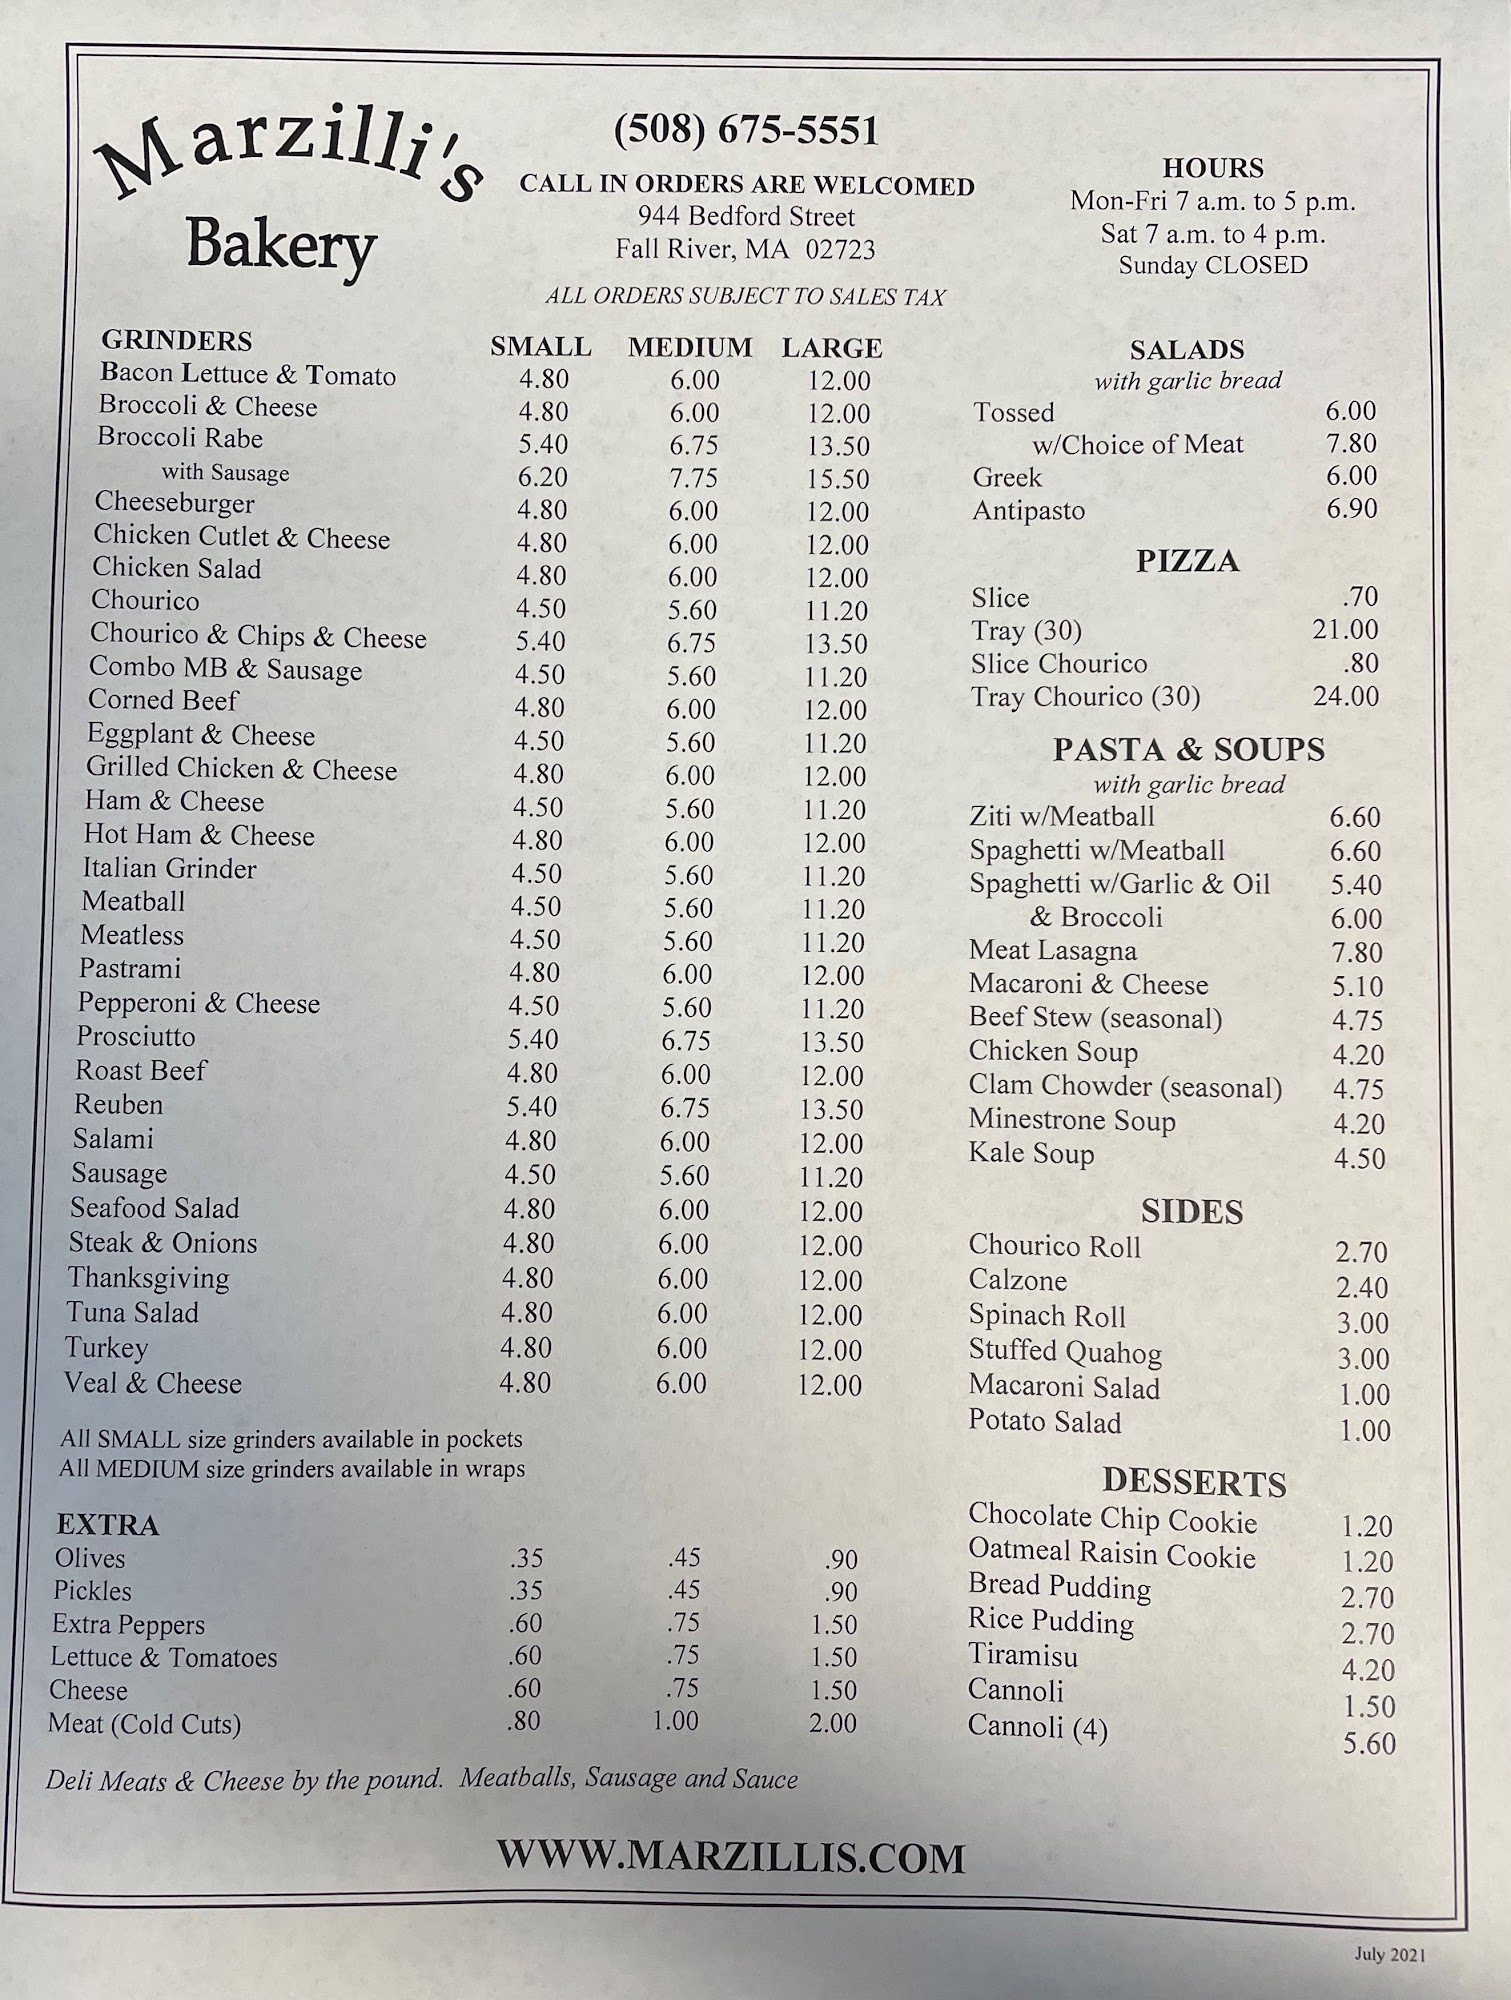 Marzilli's
Bakery
(508) 675-5551
CALL IN ORDERS ARE WELCOMED
944 Bedford Street
Fall River, MA 02723
ALL ORDERS SUBJECT TO SALES TAX
HOURS
Mon-Fri 7 a.m. to 5 p.m.
Sat 7 a.m. to 4 p.m.
Sunday CLOSED
GRINDERS SMALL MEDIUM LARGE
Bacon Lettuce & Tomato 4.80 6.00 12.00
Broccoli & Cheese 4.80 6.00 12.00
Broccoli Rabe 5.40 6.75 13.50
with Sausage 6.20 7.75 15.50
Cheeseburger 4.80 6.00 12.00
Chicken Cutlet & Cheese 4.80 6.00 12.00
Chicken Salad 4.80 6.00 12.00
Chourico 4.50 5.60 11.20
Chourico & Chips & Cheese 5.40 6.75 13.50
Combo MB & Sausage 4.50 5.60 11.20
Corned Beef 4.80 6.00 12.00
Eggplant & Cheese 4.50 5.60 11.20
Grilled Chicken & Cheese 4.80 6.00 12.00
Ham & Cheese 4.50 5.60 11.20
Hot Ham & Cheese 4.80 6.00 12.00
Italian Grinder 4.50 5.60 11.20
Meatball 4.50 5.60 11.20
Meatless 4.50 5.60 11.20
Pastrami 4.80 6.00 12.00
Pepperoni & Cheese 4.50 5.60 11.20
Prosciutto 5.40 6.75 13.50
Roast Beef 4.80 6.00 12.00
Reuben 5.40 6.75 13.50
Salami 4.80 6.00 12.00
Sausage 4.50 5.60 11.20
Seafood Salad 4.80 6.00 12.00
Steak & Onions 4.80 6.00 12.00
Thanksgiving 4.80 6.00 12.00
Tuna Salad 4.80 6.00 12.00
Turkey 4.80 6.00 12.00
Veal & Cheese 4.80 6.00 12.00
All SMALL size grinders available in pockets
All MEDIUM size grinders available in wraps
EXTRA
Olives .35 .45 .90
Pickles .35 .45 .90
Extra Peppers .60 .75 1.50
Lettuce & Tomatoes .60 .75 1.50
Cheese .60 .75 1.50
Meat (Cold Cuts) .80 1.00 2.00
Deli Meats & Cheese by the pound. Meatballs, Sausage and Sauce
SALADS
with garlic bread
Tossed 6.00
w/Choice of Meat 7.80
Greek 6.00
Antipasto 6.90
PIZZA
Slice .70
Tray (30) 21.00
Slice Chourico .80
Tray Chourico (30) 24.00
PASTA & SOUPS
with garlic bread
Ziti w/Meatball 6.60
Spaghetti w/Meatball 6.60
Spaghetti w/Garlic & Oil 5.40
& Broccoli 6.00
Meat Lasagna 7.80
Macaroni & Cheese 5.10
Beef Stew (seasonal) 4.75
Chicken Soup 4.20
Clam Chowder (seasonal) 4.75
Minestrone Soup 4.20
Kale Soup 4.50
SIDES
Chourico Roll 2.70
Calzone 2.40
Spinach Roll 3.00
Stuffed Quahog 3.00
Macaroni Salad 1.00
Potato Salad 1.00
DESSERTS
Chocolate Chip Cookie 1.20
Oatmeal Raisin Cookie 1.20
Bread Pudding 2.70
Rice Pudding 2.70
Tiramisu 4.20
Cannoli 1.50
Cannoli (4) 5.60
WWW.MARZILLIS.COM
July 2021